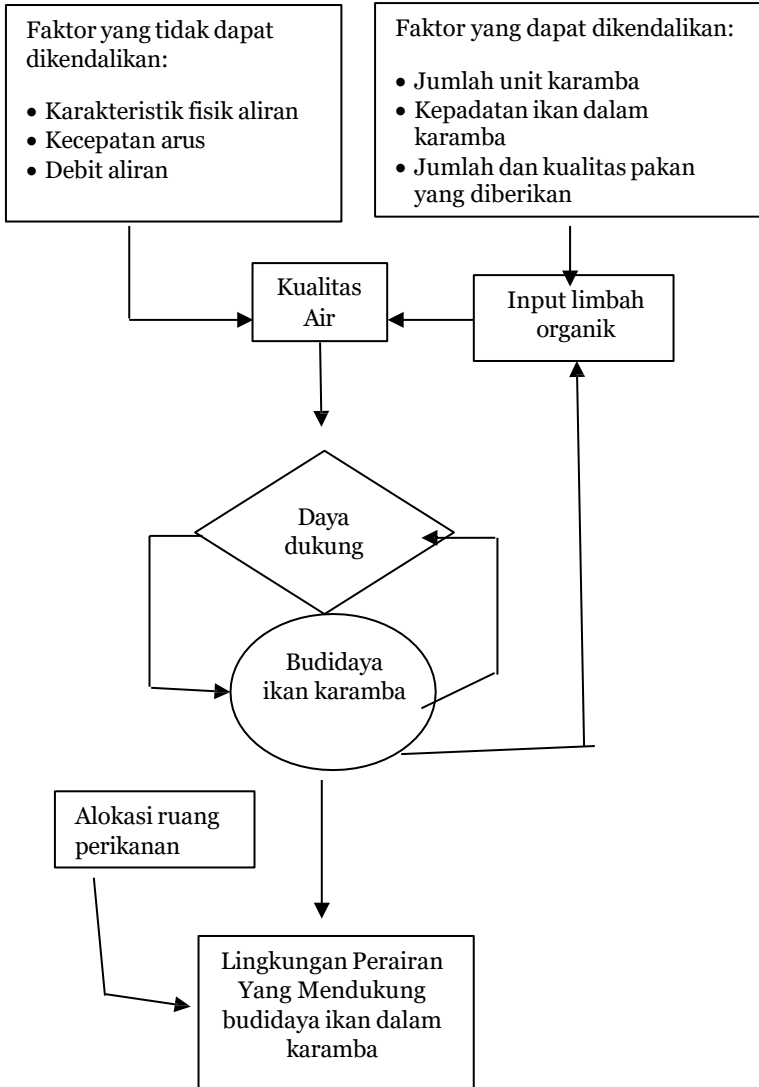 Faktor yang tidak dapat
dikendalikan:
• Karakteristik fisik aliran
• Kecepatan arus
• Debit aliran
Faktor yang dapat dikendalikan:
• Jumlah unit karamba
• Kepadatan ikan dalam
karamba
• Jumlah dan kualitas pakan
yang diberikan
Kualitas
Air
Input limbah
organik
Daya
dukung
Budidaya
ikan karamba
Alokasi ruang
perikanan
Lingkungan Perairan
Yang Mendukung
budidaya ikan dalam
karamba